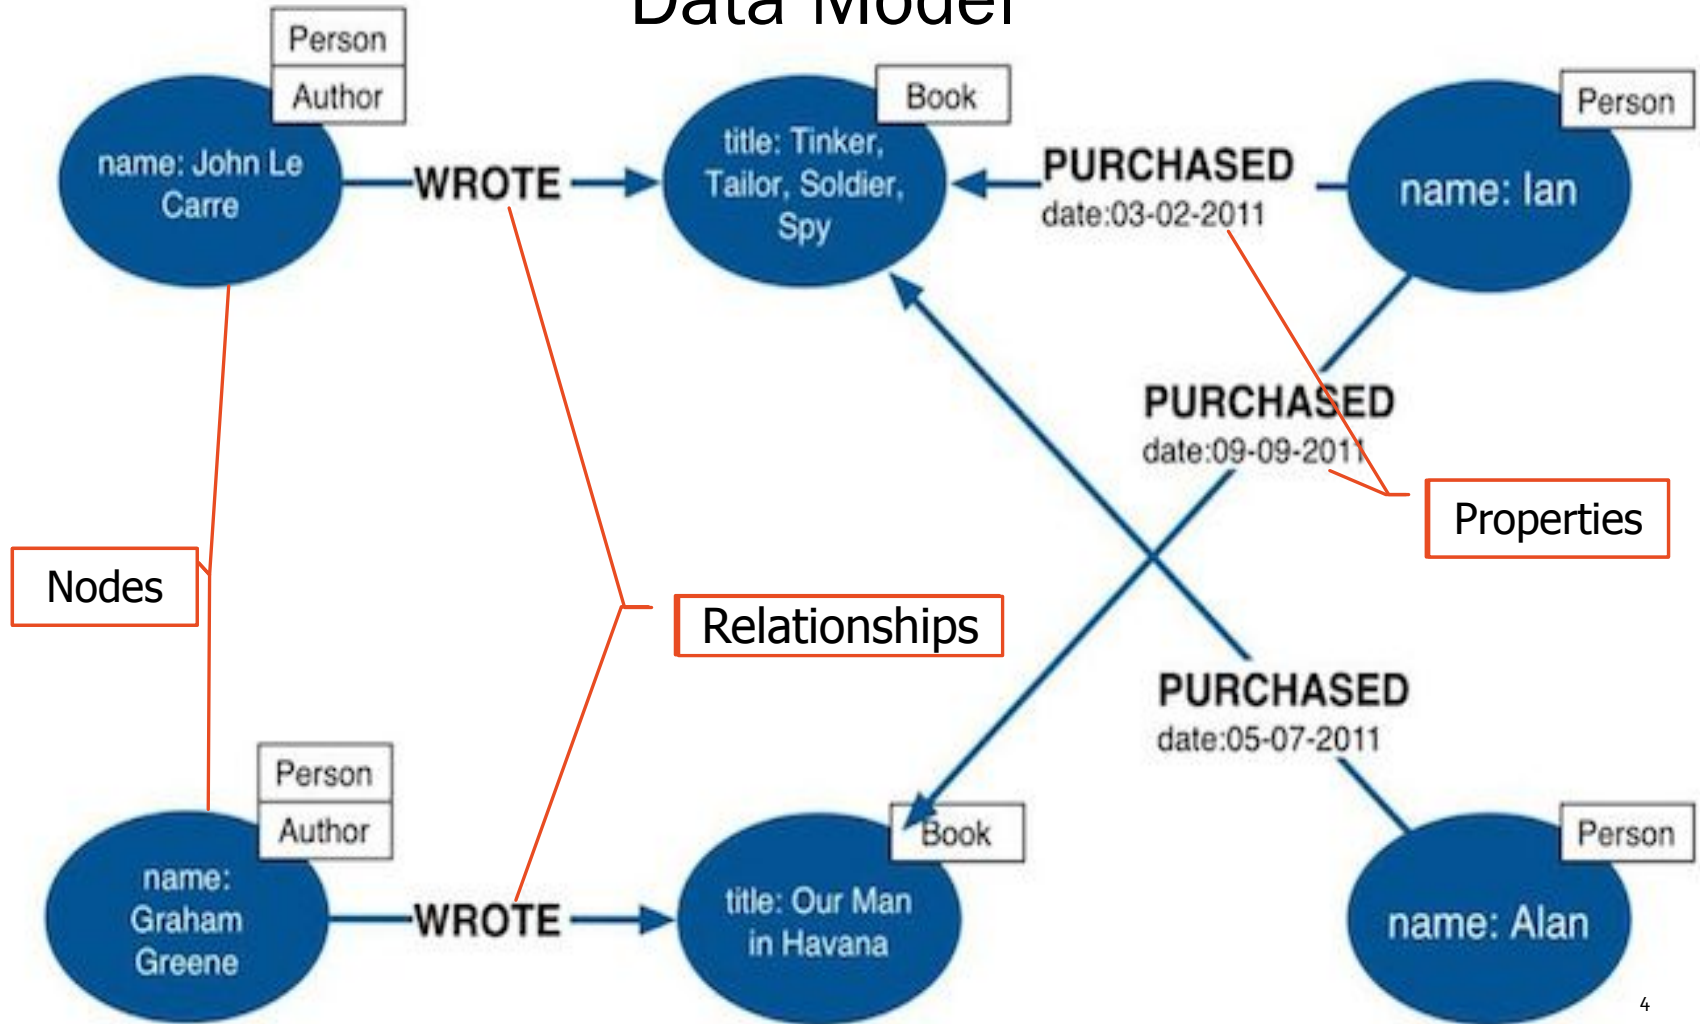 Data Model
Person
Author
name: John Le
Carre
WROTE
Book
title: Tinker,
Tailor, Soldier,
Spy
PURCHASED
date:03-02-2011
Person
name: Ian
PURCHASED
date:09-09-2011
Properties
Nodes
Relationships
PURCHASED
date:05-07-2011
Person
Author
name:
Graham
Greene
WROTE
Book
title: Our Man
in Havana
Person
name: Alan
4